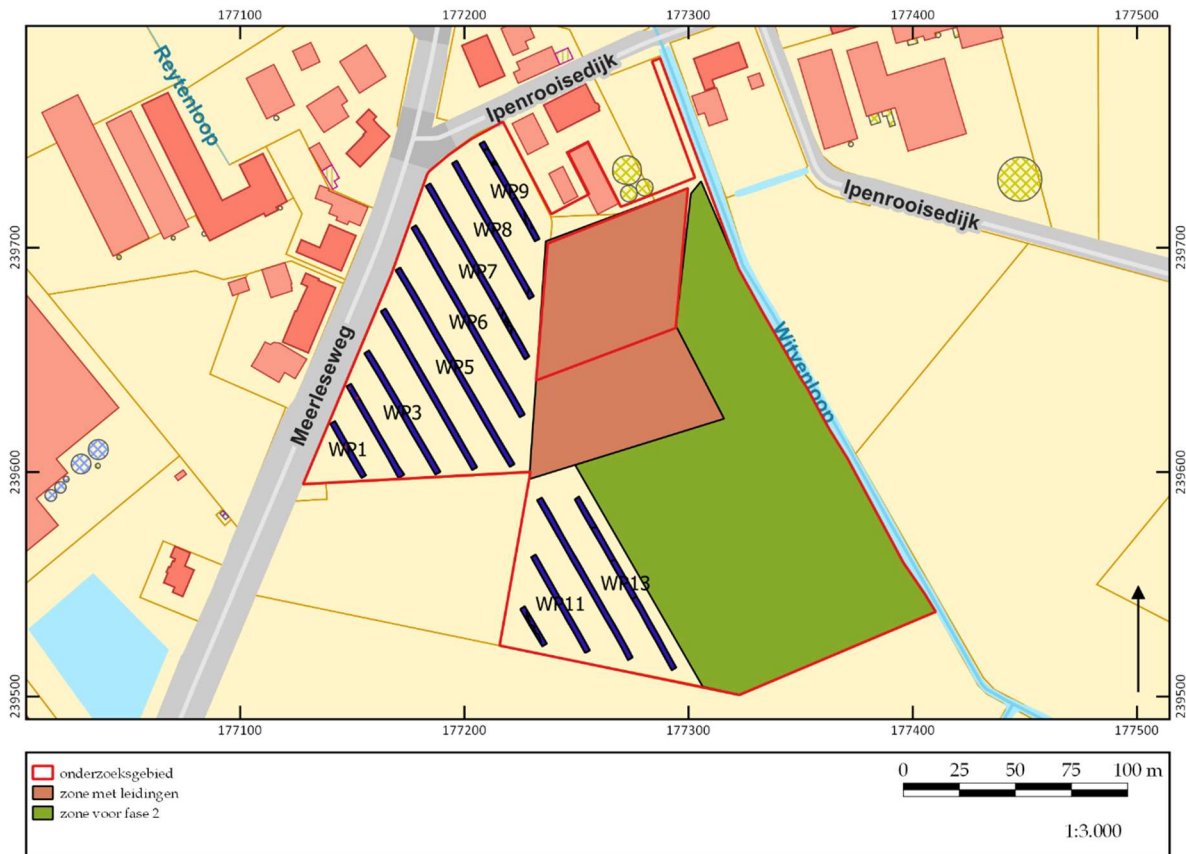 177100 177200 177300 177400 177500
Reytenloop
Ipenrooisedijk
Ipenrooisedijk
WP9
WP8
WP7
WP6
WP5
WP3
WP1
WP13
WP11
Meerleseweg
Witvenloop
239700
239600
239500
239700
239600
239500
177100 177200 177300 177400 177500
onderzoeksgebied
zone met leidingen
zone voor fase 2
0 25 50 75 100 m
1:3.000